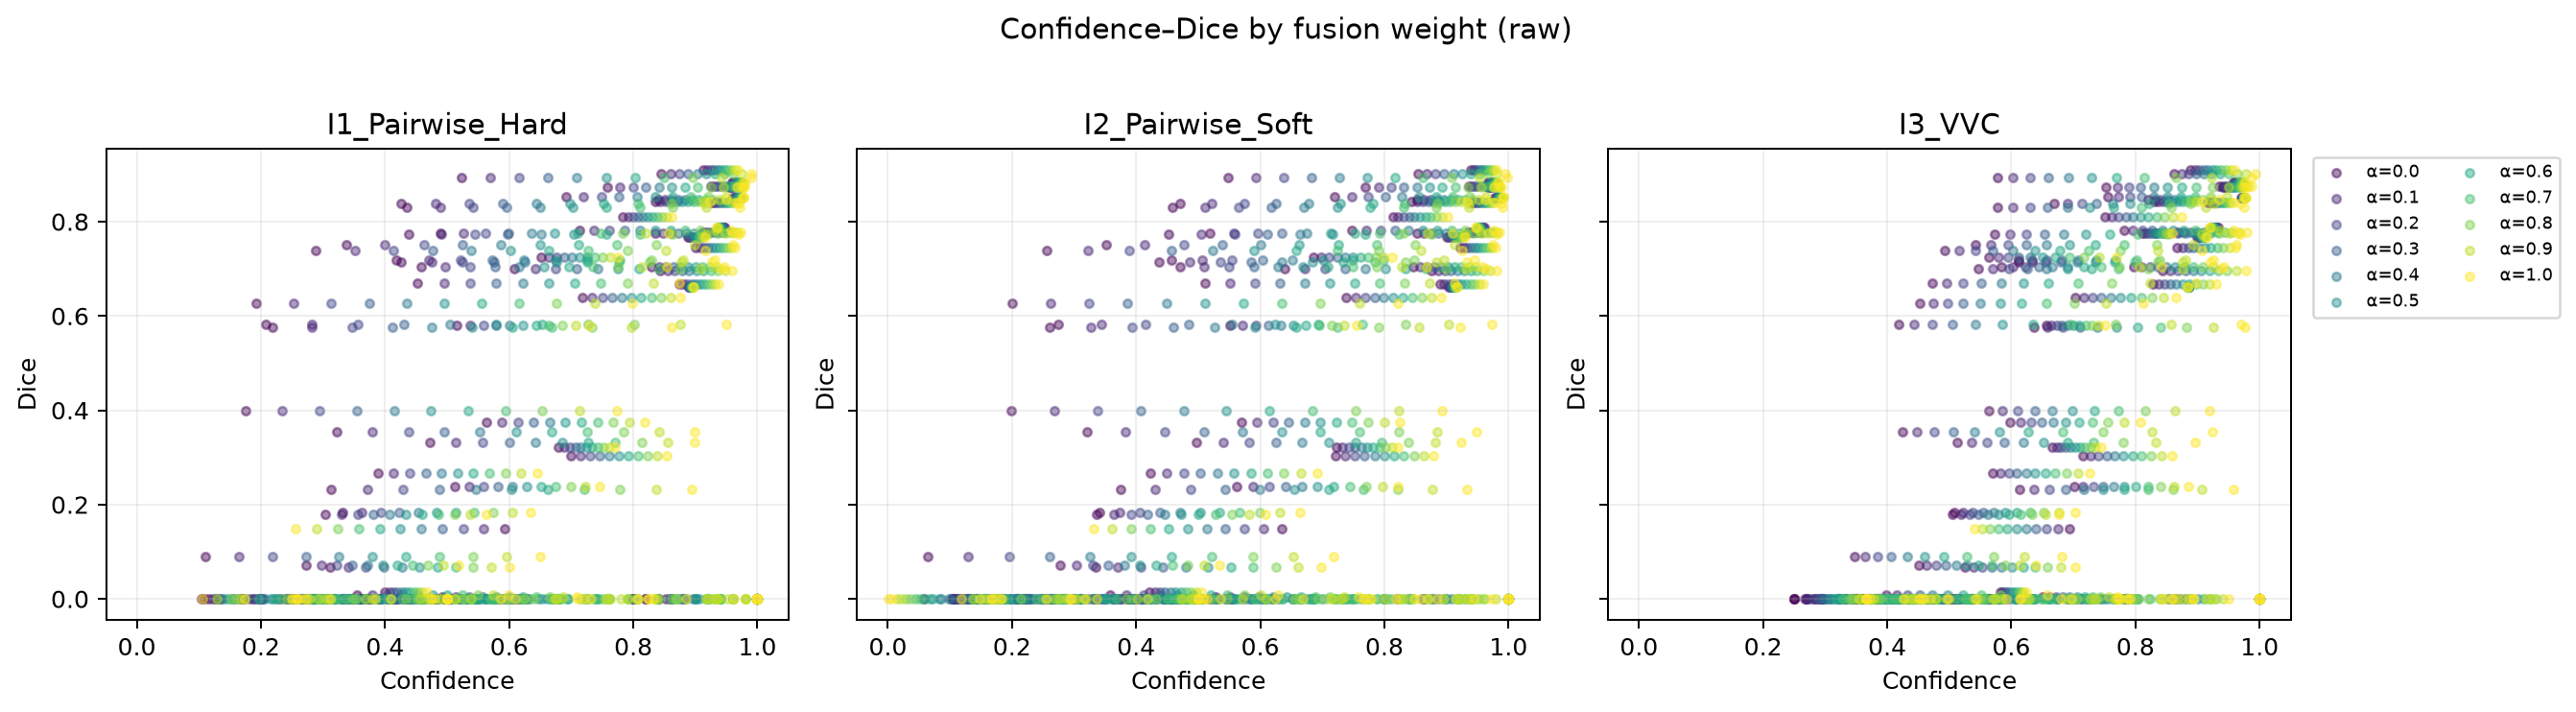 Confidence–Dice by fusion weight (raw)
I1_Pairwise_Hard
I2_Pairwise_Soft
I3_VVC
Dice
0.8
0.6
0.4
0.2
0.0
0.0 0.2 0.4 0.6 0.8 1.0
Confidence
Dice
0.0 0.2 0.4 0.6 0.8 1.0
Confidence
Dice
0.0 0.2 0.4 0.6 0.8 1.0
Confidence
α=0.0
α=0.1
α=0.2
α=0.3
α=0.4
α=0.5
α=0.6
α=0.7
α=0.8
α=0.9
α=1.0